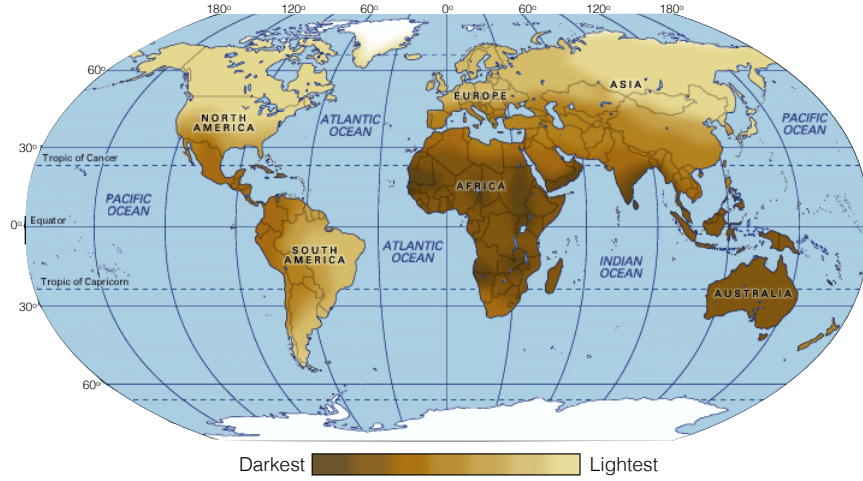 180° 120° 60° 0° 60° 120° 180°
60°
ASIA
EUROPE
NORTH
AMERICA
ATLANTIC
OCEAN
PACIFIC
OCEAN
30°
Tropic of Cancer
AFRICA
PACIFIC
OCEAN
Equator
0°
SOUTH
AMERICA
ATLANTIC
OCEAN
INDIAN
OCEAN
Tropic of Capricorn
AUSTRALIA
30°
60°
Darkest Lightest